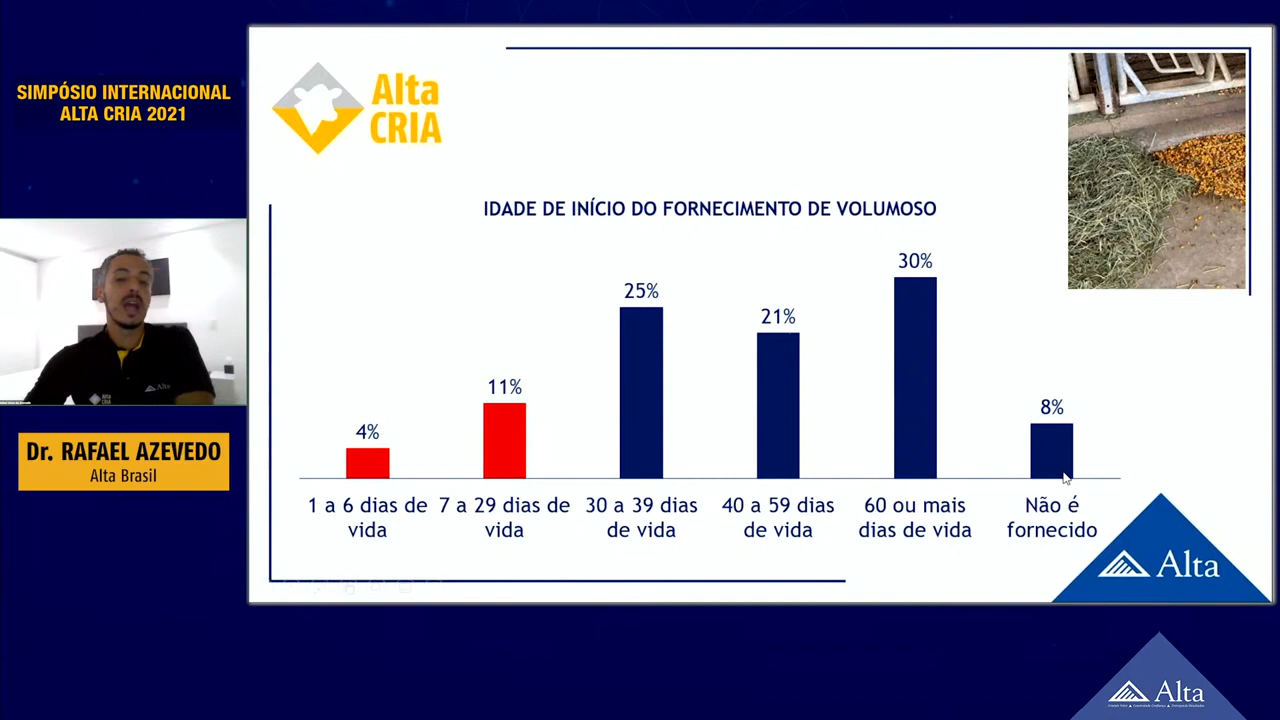 SIMPÓSIO INTERNACIONAL
ALTA CRIA 2021
Dr. RAFAEL AZEVEDO
Alta Brasil
Alta
CRIA
IDADE DE INÍCIO DO FORNECIMENTO DE VOLUMOSO
4%
11%
25%
21%
30%
8%
1 a 6 dias de vida
7 a 29 dias de vida
30 a 39 dias de vida
40 a 59 dias de vida
60 ou mais dias de vida
Não é fornecido
Alta
Alta
Alta